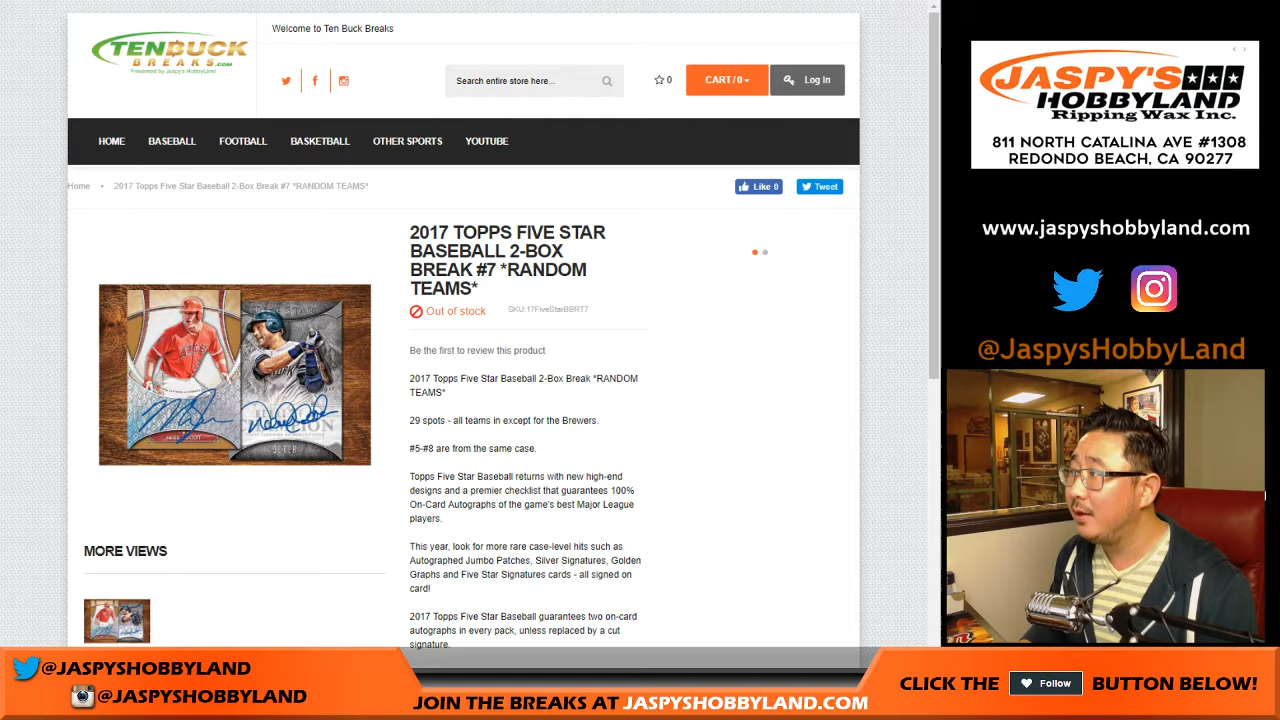 TENBUCK
BREAKS.COM
Presented by Jaspy's HobbyLand
Welcome to Ten Buck Breaks
Search entire store here...
0
CART / 0
Log In
HOME
BASEBALL
FOOTBALL
BASKETBALL
OTHER SPORTS
YOUTUBE
Home • 2017 Topps Five Star Baseball 2-Box Break #7 *RANDOM TEAMS*
Like 0
Tweet
2017 TOPPS FIVE STAR
BASEBALL 2-BOX
BREAK #7 *RANDOM
TEAMS*
Out of stock
SKU:17FiveStarBBRT7
Be the first to review this product
2017 Topps Five Star Baseball 2-Box Break *RANDOM
TEAMS*
29 spots - all teams in except for the Brewers.
#5-#8 are from the same case.
Topps Five Star Baseball returns with new high-end
designs and a premier checklist that guarantees 100%
On-Card Autographs of the game's best Major League
players.
This year, look for more rare case-level hits such as
Autographed Jumbo Patches, Silver Signatures, Golden
Graphs and Five Star Signatures cards - all signed on
card!
2017 Topps Five Star Baseball guarantees two on-card
autographs in every pack, unless replaced by a cut
signature.
MORE VIEWS
JASPY'S
HOBBYLAND
Ripping Wax Inc.
811 NORTH CATALINA AVE #1308
REDONDO BEACH, CA 90277
www.jaspyshobbyland.com
@JaspysHobbyLand
@JASPYSHOBBYLAND
@JASPYSHOBBYLAND
JOIN THE BREAKS AT JASPYSHOBBYLAND.COM
CLICK THE Follow BUTTON BELOW!